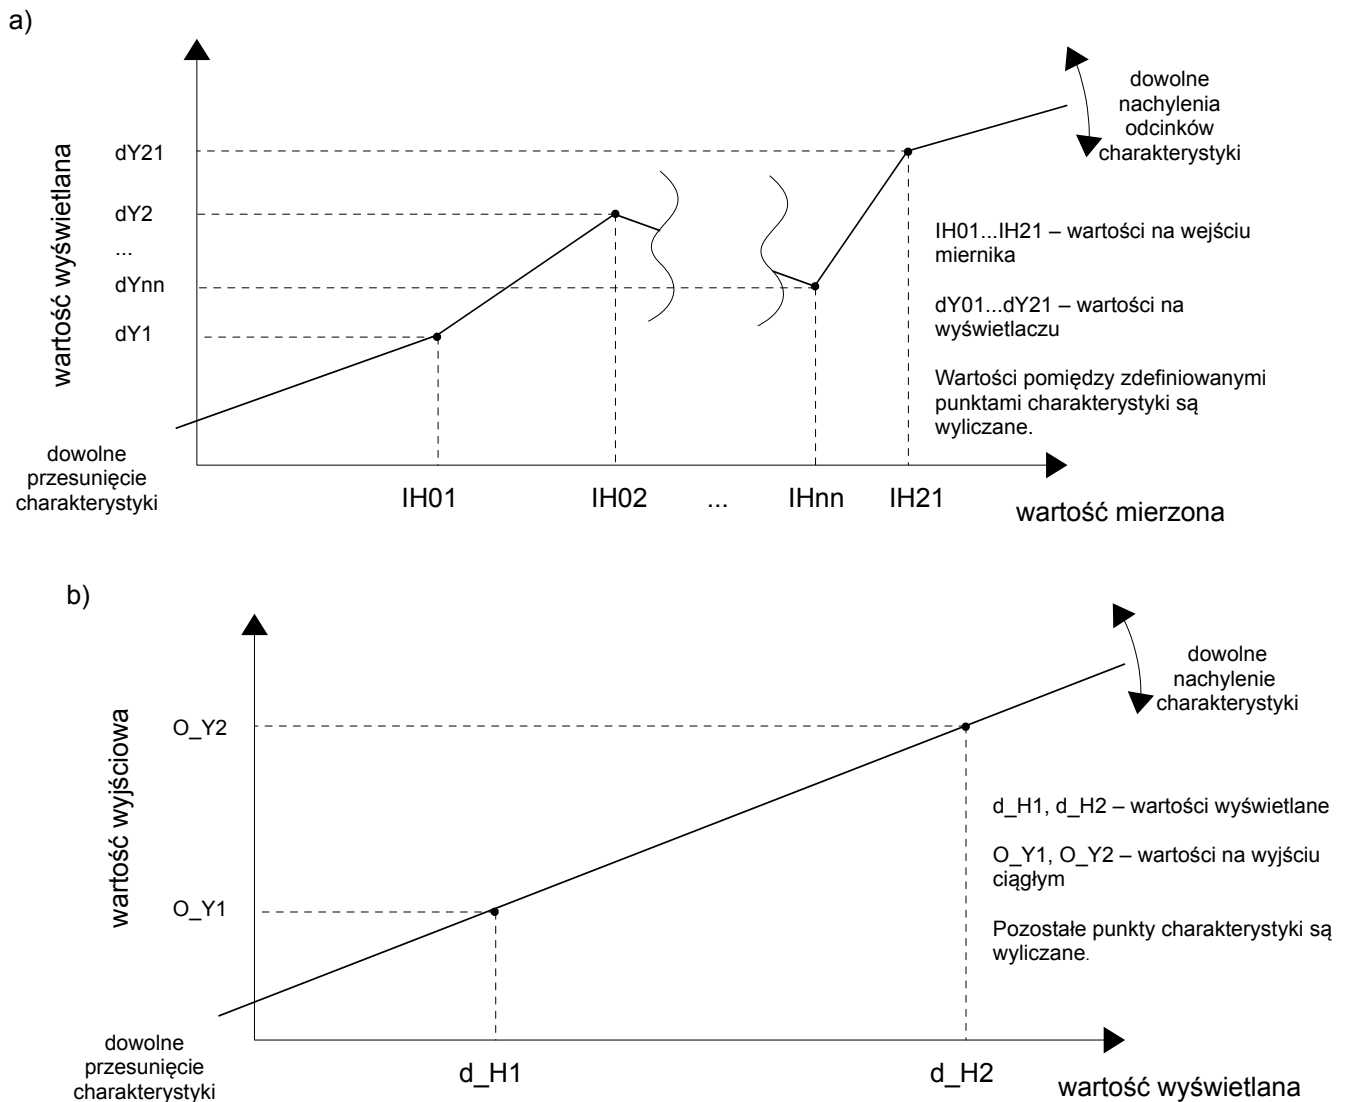 a)
wartość wyświetlana
dY21
dY2
...
dYnn
dY1
dowolne
nachylenia
odcinków
charakterystyki
IH01...IH21 – wartości na wejściu
miernika
dY01...dY21 – wartości na
wyświetlaczu
Wartości pomiędzy zdefiniowanymi
punktami charakterystyki są
wyliczane.
dowolne
przesunięcie
charakterystyki
IH01
IH02
...
IHnn
IH21
wartość mierzona
b)
wartość wyjściowa
O_Y2
O_Y1
dowolne
nachylenie
charakterystyki
d_H1, d_H2 – wartości wyświetlane
O_Y1, O_Y2 – wartości na wyjściu
ciągłym
Pozostałe punkty charakterystyki są
wyliczane.
dowolne
przesunięcie
charakterystyki
d_H1
d_H2
wartość wyświetlana